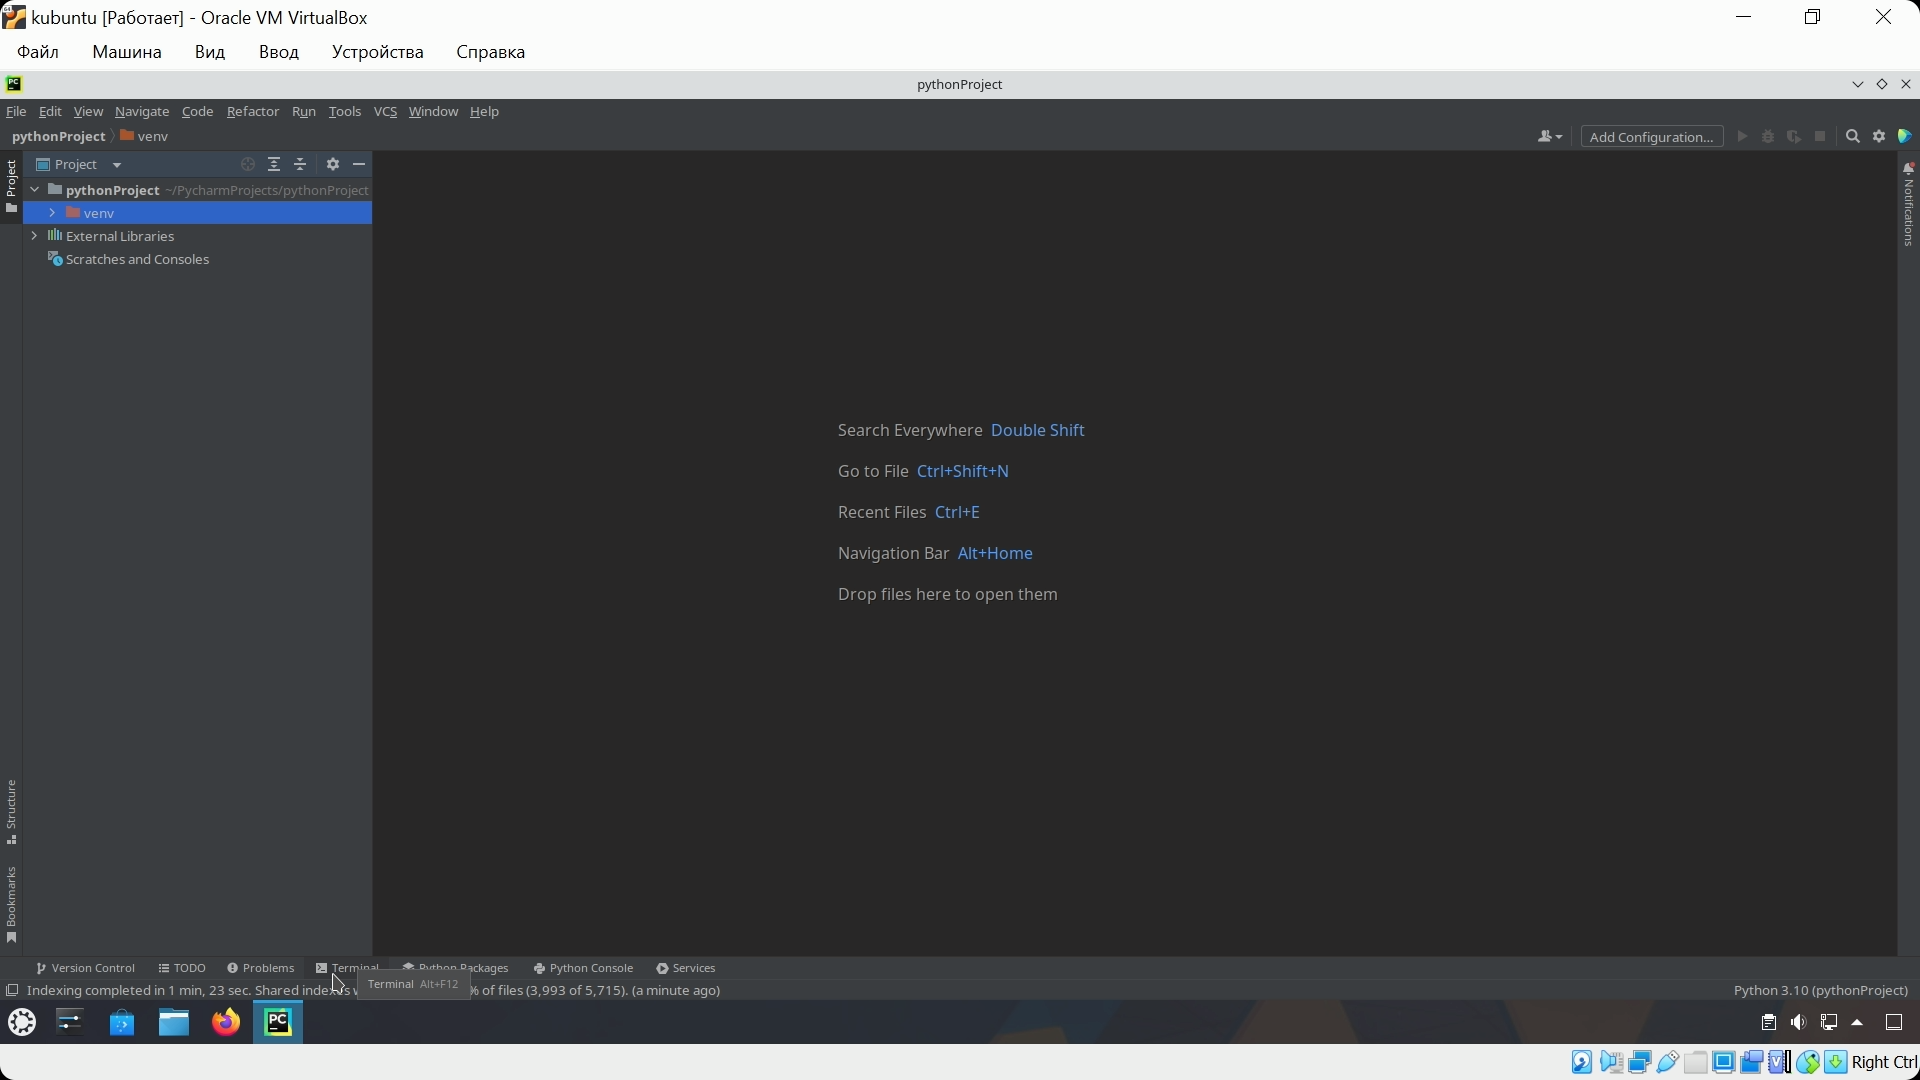 kubuntu [Работает] - Oracle VM VirtualBox
Файл Машина Вид Ввод Устройства Справка
pythonProject
File Edit View Navigate Code Refactor Run Tools VCS Window Help
pythonProject venv
Add Configuration...
Project
Project
pythonProject ~/PycharmProjects/pythonProject
venv
External Libraries
Scratches and Consoles
Notifications
Search Everywhere Double Shift
Go to File Ctrl+Shift+N
Recent Files Ctrl+E
Navigation Bar Alt+Home
Drop files here to open them
Structure
Bookmarks
Version Control TODO Problems Terminal Python Packages Python Console Services
Terminal Alt+F12
Indexing completed in 1 min, 23 sec. Shared % of files (3,993 of 5,715). (a minute ago)
Python 3.10 (pythonProject)
Right Ctrl